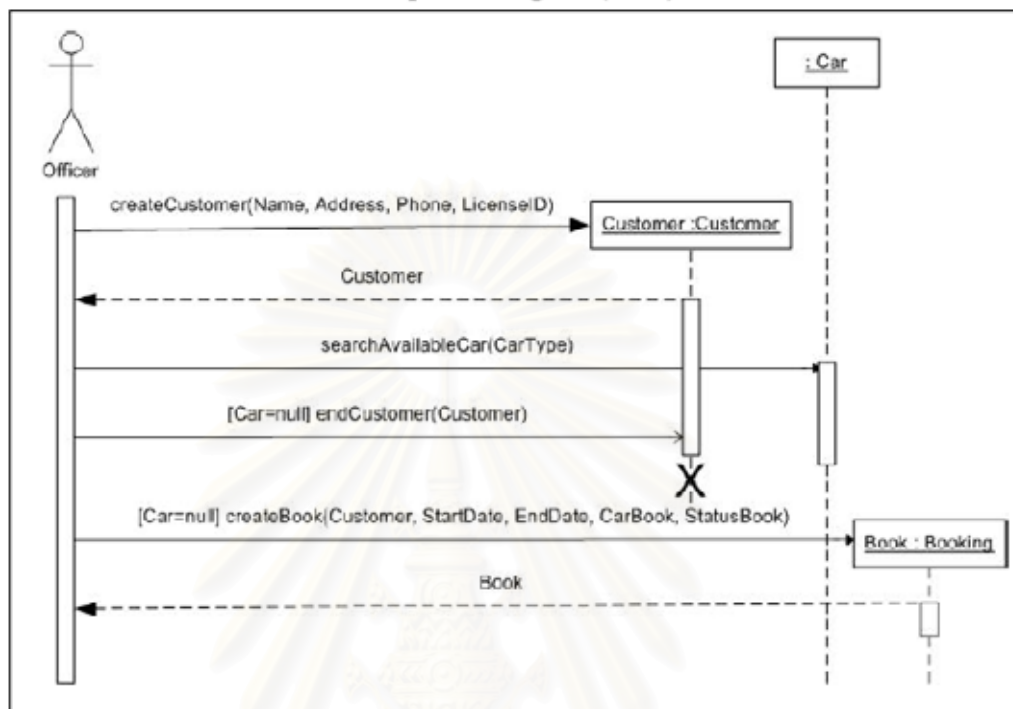 : Car
Officer
createCustomer(Name, Address, Phone, LicenseID)
Customer :Customer
Customer
searchAvailableCar(CarType)
[Car=null] endCustomer(Customer)
X
[Car=null] createBook(Customer, StartDate, EndDate, CarBook, StatusBook)
Book : Booking
Book